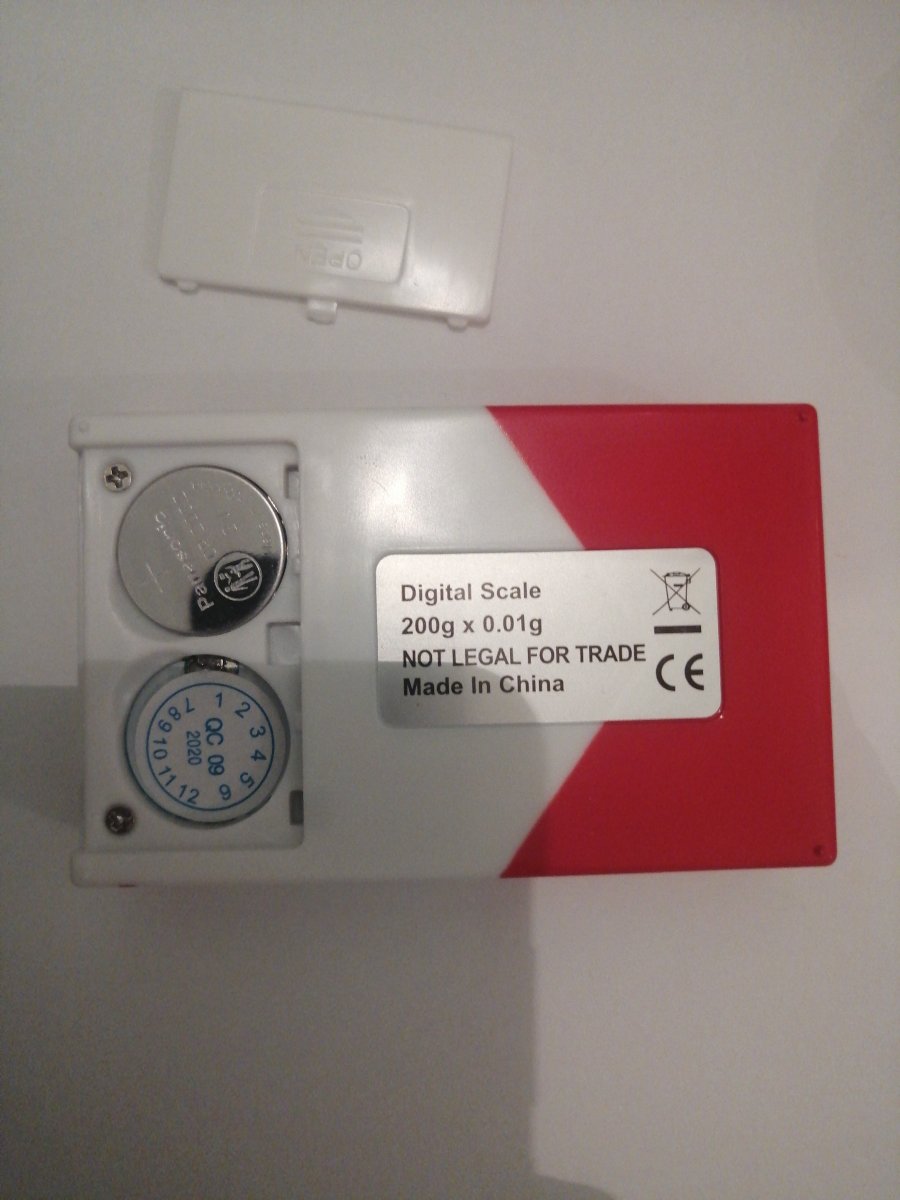 OPEN
Panasonic
Digital Scale
200g x 0.01g
NOT LEGAL FOR TRADE
Made In China
CE
1 2 3 4 5 6 7 8 9 10 11 12
QC 09
2020